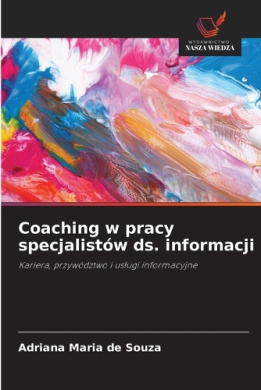 WYDAWNICTWO
NASZA WIEDZA
Coaching w pracy
specjalistów ds. informacji
Kariera, przywództwo i usługi informacyjne
Adriana Maria de Souza